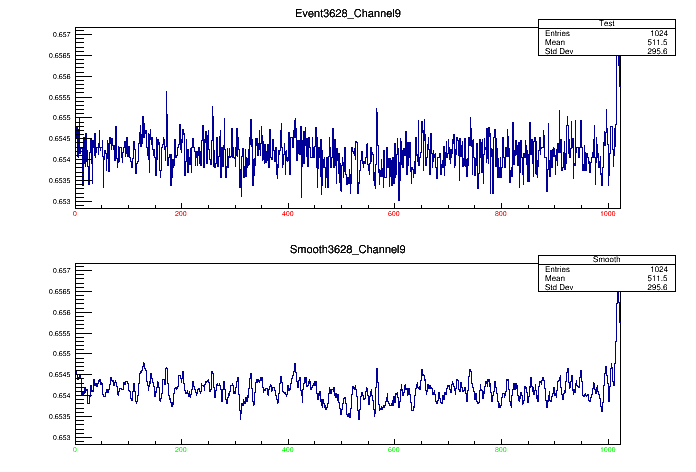 Event3628_Channel9
Test
Entries 1024
Mean 511.5
Std Dev 295.6
0.657
0.6565
0.656
0.6555
0.655
0.6545
0.654
0.6535
0.653
0 200 400 600 800 1000
Smooth3628_Channel9
Smooth
Entries 1024
Mean 511.5
Std Dev 295.6
0.657
0.6565
0.656
0.6555
0.655
0.6545
0.654
0.6535
0.653
0 200 400 600 800 1000